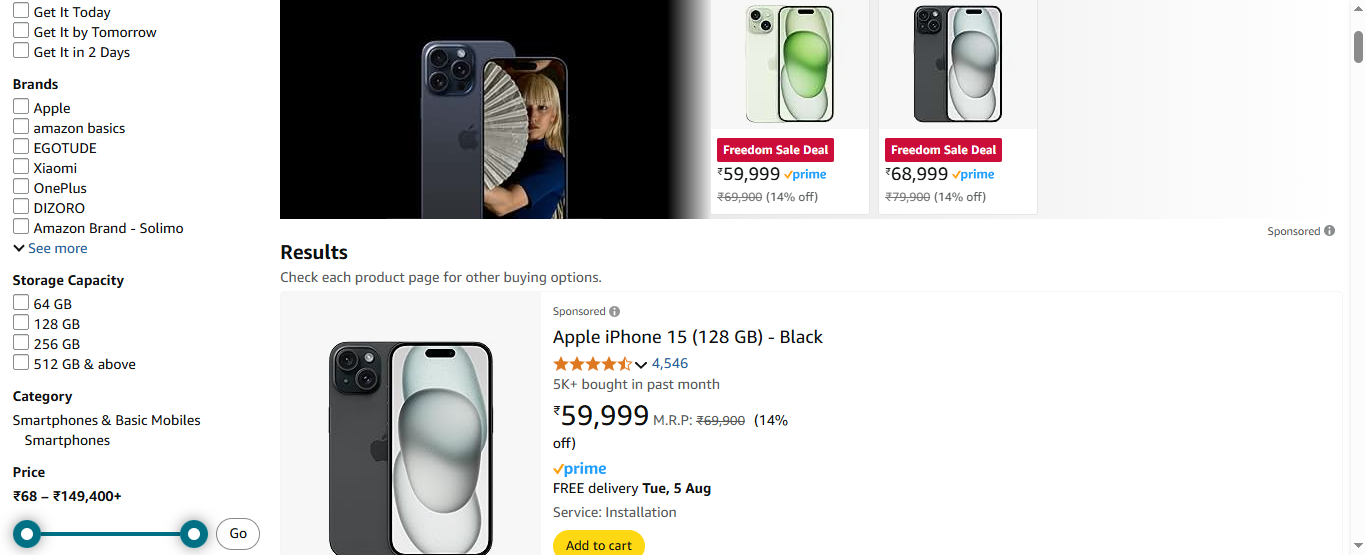 Get It Today
Get It by Tomorrow
Get It in 2 Days
Brands
Apple
amazon basics
EGOTUDE
Xiaomi
OnePlus
DIZORO
Amazon Brand - Solimo
See more
Storage Capacity
64 GB
128 GB
256 GB
512 GB & above
Category
Smartphones & Basic Mobiles
Smartphones
Price
₹68 – ₹149,400+
Go
Freedom Sale Deal
₹59,999 prime
₹69,900 (14% off)
Freedom Sale Deal
₹68,999 prime
₹79,900 (14% off)
Sponsored
Results
Check each product page for other buying options.
Sponsored
Apple iPhone 15 (128 GB) - Black
4,546
5K+ bought in past month
₹59,999 M.R.P: ₹69,900 (14%
off)
prime
FREE delivery Tue, 5 Aug
Service: Installation
Add to cart